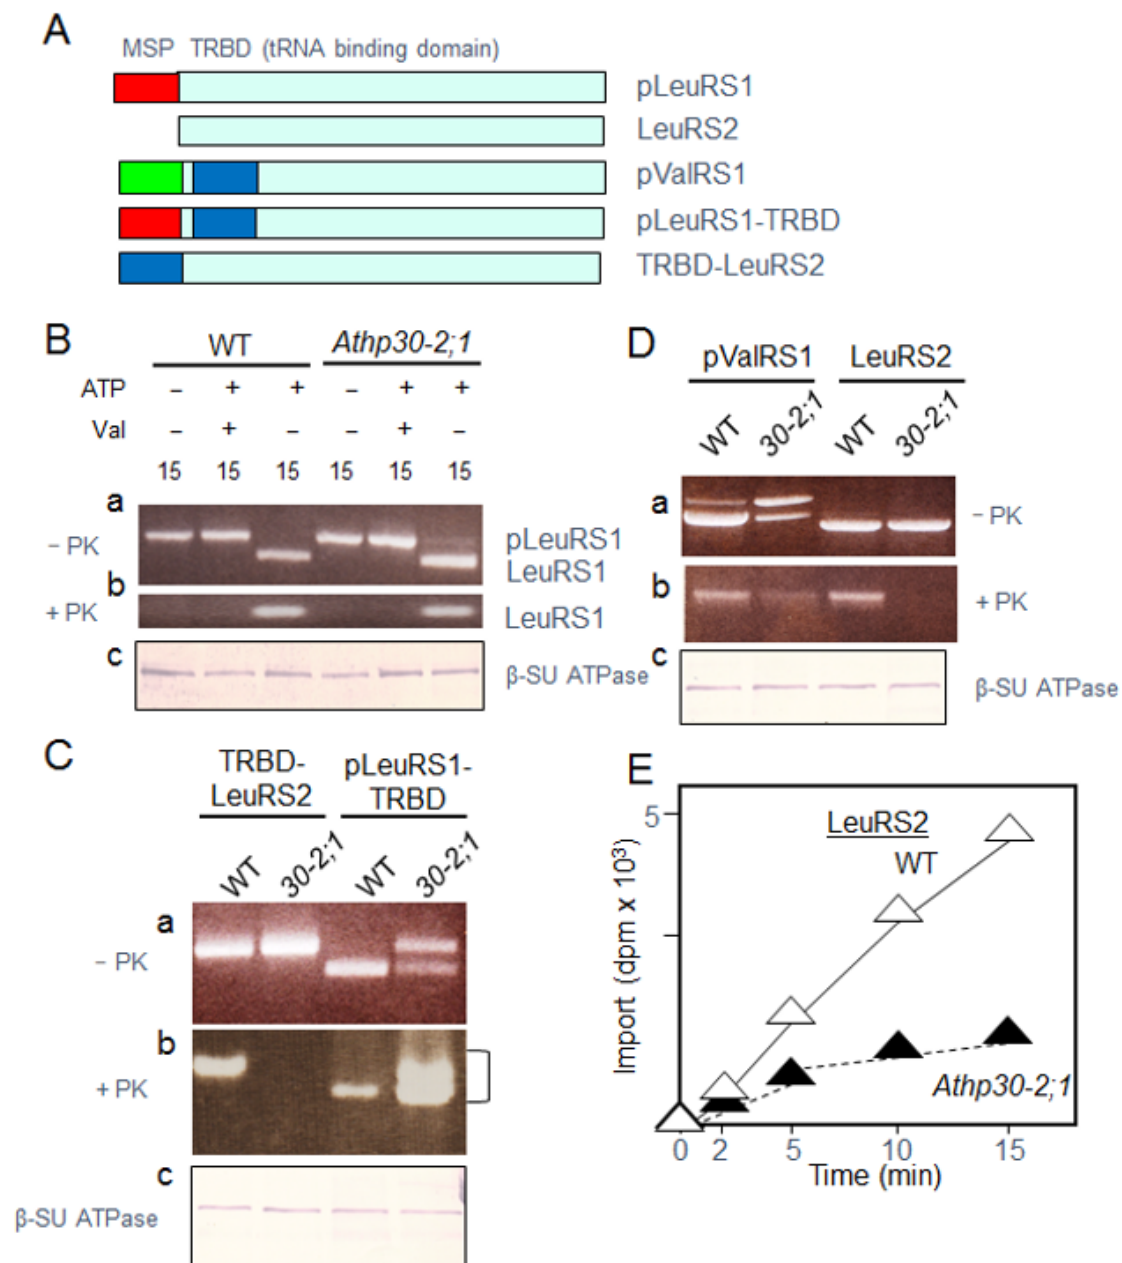 A
MSP TRBD (tRNA binding domain)
pLeuRS1
LeuRS2
pValRS1
pLeuRS1-TRBD
TRBD-LeuRS2
B
WT Athp30-2;1
ATP – + + – + +
Val – + – – + –
15 15 15 15 15 15
a
– PK
pLeuRS1
LeuRS1
b
+ PK
LeuRS1
c
β-SU ATPase
D
pValRS1 LeuRS2
WT 30-2;1 WT 30-2;1
a
– PK
b
+ PK
c
β-SU ATPase
C
TRBD-
LeuRS2
pLeuRS1-
TRBD
WT 30-2;1 WT 30-2;1
a
– PK
b
+ PK
c
β-SU ATPase
E
5
LeuRS2
WT
Import (dpm x 10³)
Athp30-2;1
0 2 5 10 15
Time (min)